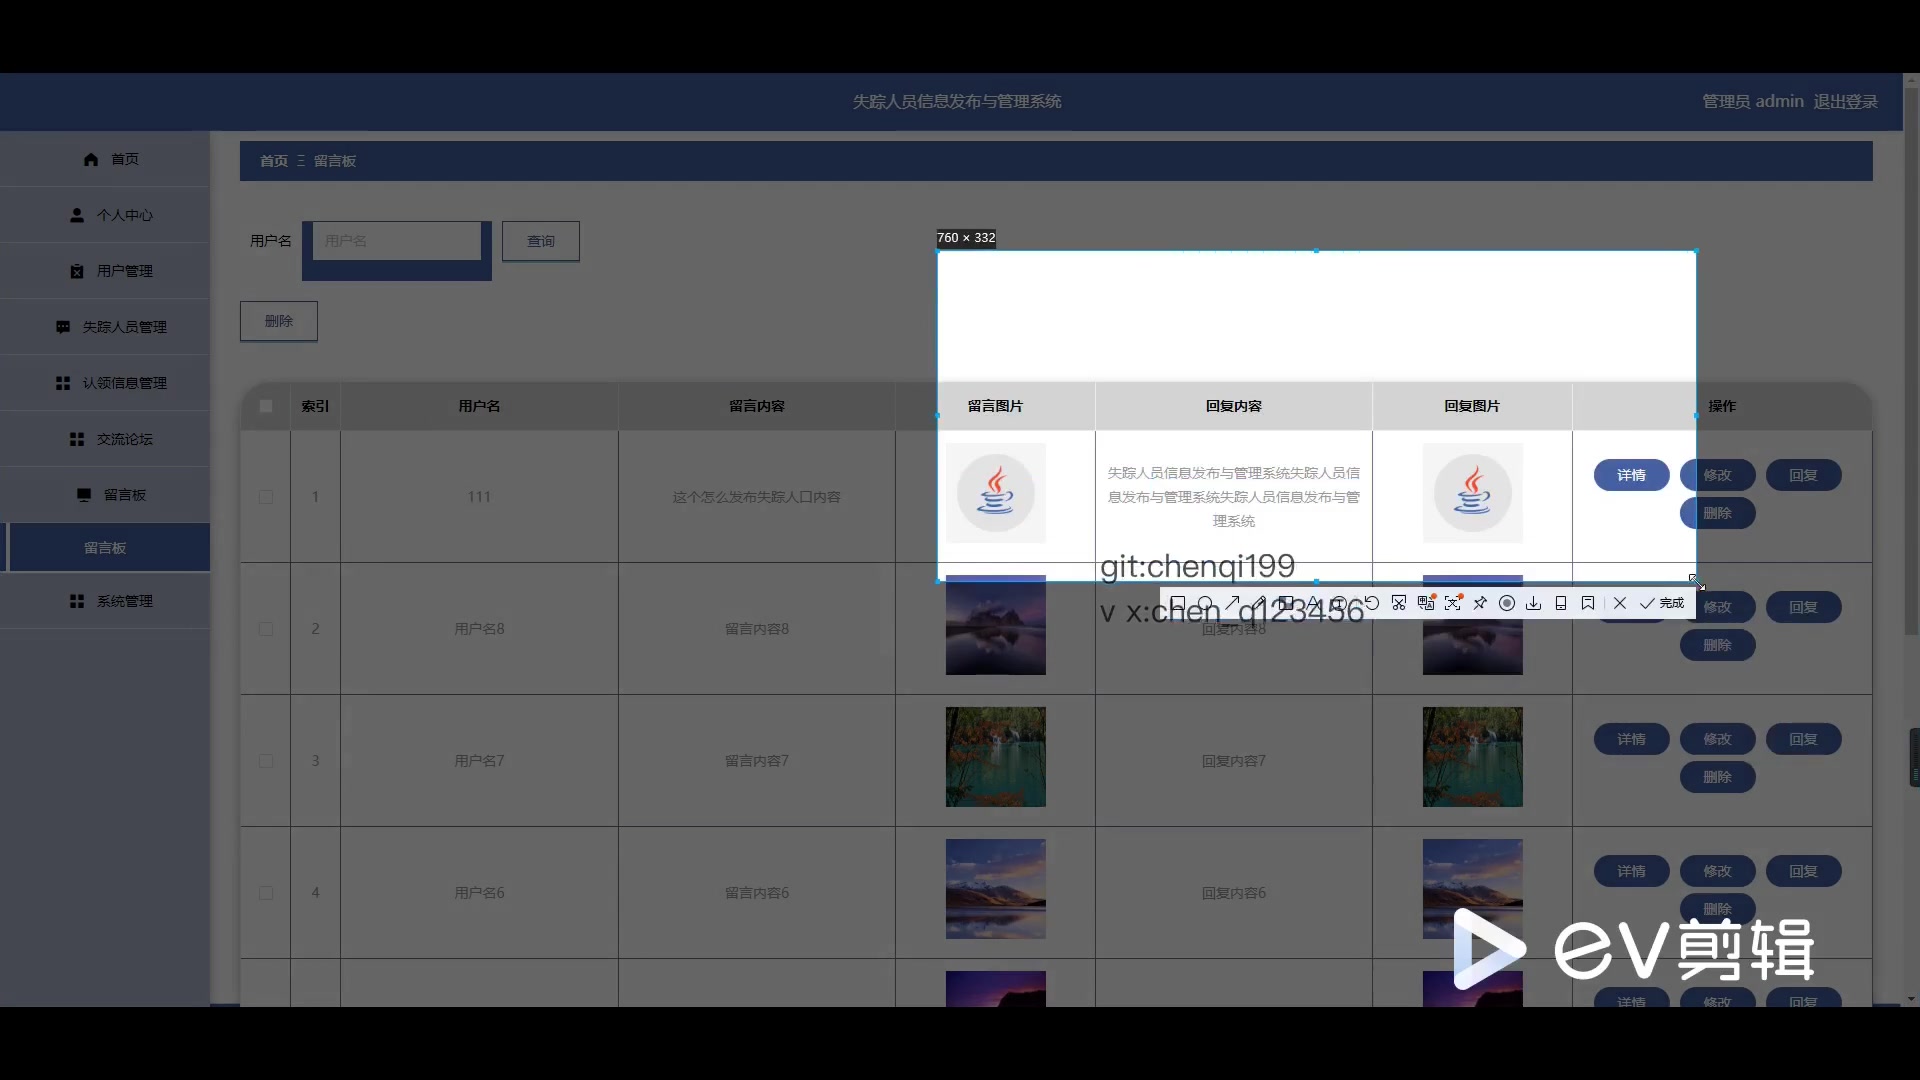 失踪人员信息发布与管理系统
管理员 admin 退出登录
首页
个人中心
用户管理
失踪人员管理
认领信息管理
交流论坛
留言板
留言板
系统管理
首页 Ξ 留言板
用户名 用户名 查询
删除
760 × 332
索引 用户名 留言内容 留言图片 回复内容 回复图片 操作
1 111 这个怎么发布失踪人口内容
失踪人员信息发布与管理系统失踪人员信
息发布与管理系统失踪人员信息发布与管
理系统
详情 修改 回复
删除
git:chenqi199
v x:chen_q123456
完成
2 用户名8 留言内容8 回复内容8
修改 回复
删除
3 用户名7 留言内容7 回复内容7
详情 修改 回复
删除
4 用户名6 留言内容6 回复内容6
详情 修改 回复
删除
详情 修改 回复
eV剪辑